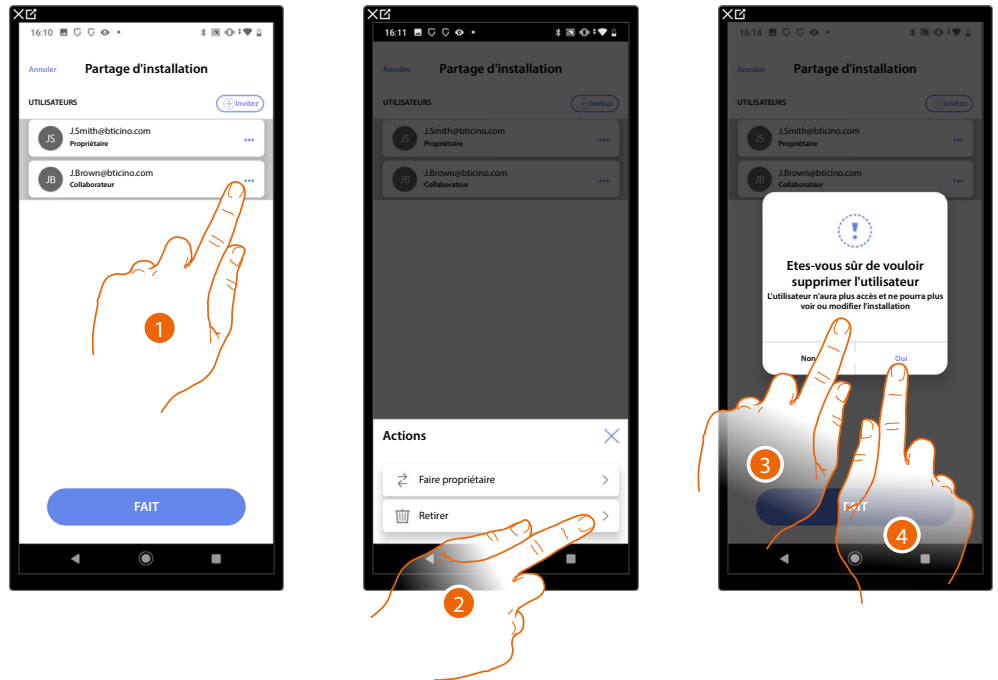 16:10
Annuler Partage d'installation
UTILISATEURS Invitez
JS J.Smith@bticino.com
Propriétaire
JB J.Brown@bticino.com
Collaborateur
1
FAIT
16:11
Annuler Partage d'installation
UTILISATEURS Invitez
JS J.Smith@bticino.com
Propriétaire
JB J.Brown@bticino.com
Collaborateur
Actions
Faire propriétaire
Retirer
2
16:14
Annuler Partage d'installation
UTILISATEURS Invitez
JS J.Smith@bticino.com
Propriétaire
JB J.Brown@bticino.com
Collaborateur
Etes-vous sûr de vouloir
supprimer l'utilisateur
L'utilisateur n'aura plus accès et ne pourra plus
voir ou modifier l'installation
Non Oui
3
FAIT
4